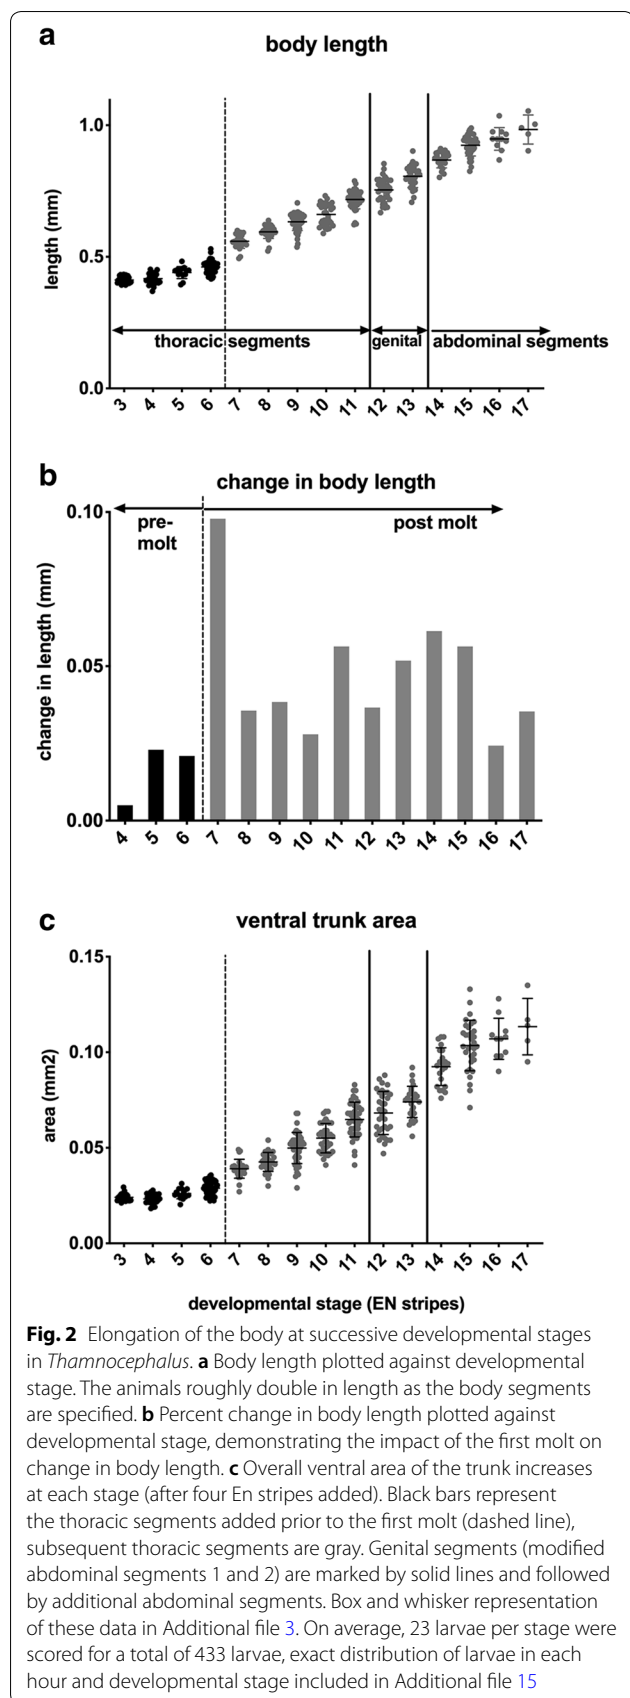 a
body length
1.0
0.5
0.0
length (mm)
thoracic segments
genital
abdominal segments
3 4 5 6 7 8 9 10 11 12 13 14 15 16 17
b
change in body length
0.10
0.05
0.00
change in length (mm)
pre-
molt
post molt
4 5 6 7 8 9 10 11 12 13 14 15 16 17
c
ventral trunk area
0.15
0.10
0.05
0.00
area (mm2)
3 4 5 6 7 8 9 10 11 12 13 14 15 16 17
developmental stage (EN stripes)
Fig. 2 Elongation of the body at successive developmental stages
in Thamnocephalus. a Body length plotted against developmental
stage. The animals roughly double in length as the body segments
are specified. b Percent change in body length plotted against
developmental stage, demonstrating the impact of the first molt on
change in body length. c Overall ventral area of the trunk increases
at each stage (after four En stripes added). Black bars represent
the thoracic segments added prior to the first molt (dashed line),
subsequent thoracic segments are gray. Genital segments (modified
abdominal segments 1 and 2) are marked by solid lines and followed
by additional abdominal segments. Box and whisker representation
of these data in Additional file 3. On average, 23 larvae per stage were
scored for a total of 433 larvae, exact distribution of larvae in each
hour and developmental stage included in Additional file 15